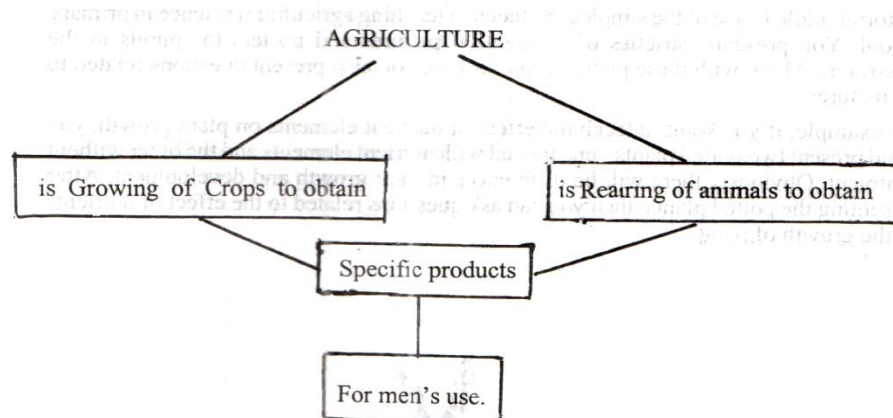 AGRICULTURE
is Growing of Crops to obtain
is Rearing of animals to obtain
Specific products
For men's use.